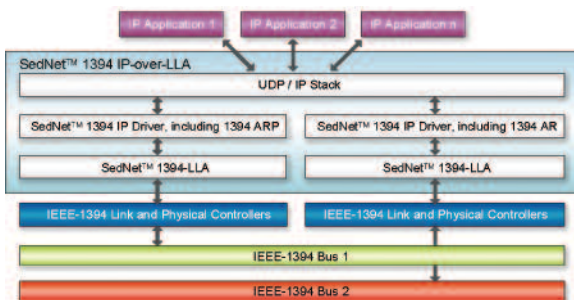 IP Application 1
IP Application 2
IP Application n
SedNet™ 1394 IP-over-LLA
UDP / IP Stack
SedNet™ 1394 IP Driver, including 1394 ARP
SedNet™ 1394 IP Driver, including 1394 AR
SedNet™ 1394-LLA
SedNet™ 1394-LLA
IEEE-1394 Link and Physical Controllers
IEEE-1394 Link and Physical Controllers
IEEE-1394 Bus 1
IEEE-1394 Bus 2